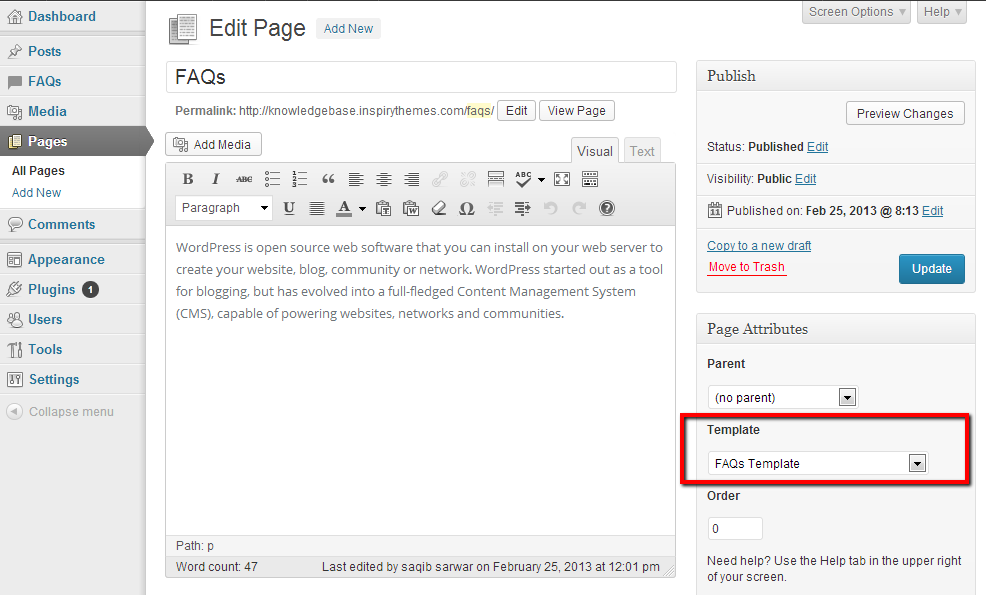 Dashboard
Posts
FAQs
Media
Pages
All Pages
Add New
Comments
Appearance
Plugins 1
Users
Tools
Settings
Collapse menu
Screen Options
Help
Edit Page
Add New
FAQs
Permalink: http://knowledgebase.inspirythemes.com/faqs/ Edit View Page
Add Media
Visual
Text
B I ABC ABC
Paragraph U A
WordPress is open source web software that you can install on your web server to
create your website, blog, community or network. WordPress started out as a tool
for blogging, but has evolved into a full-fledged Content Management System
(CMS), capable of powering websites, networks and communities.
Path: p
Word count: 47
Last edited by saqib sarwar on February 25, 2013 at 12:01 pm
Publish
Preview Changes
Status: Published Edit
Visibility: Public Edit
Published on: Feb 25, 2013 @ 8:13 Edit
Copy to a new draft
Move to Trash
Update
Page Attributes
Parent
(no parent)
Template
FAQs Template
Order
0
Need help? Use the Help tab in the upper right
of your screen.